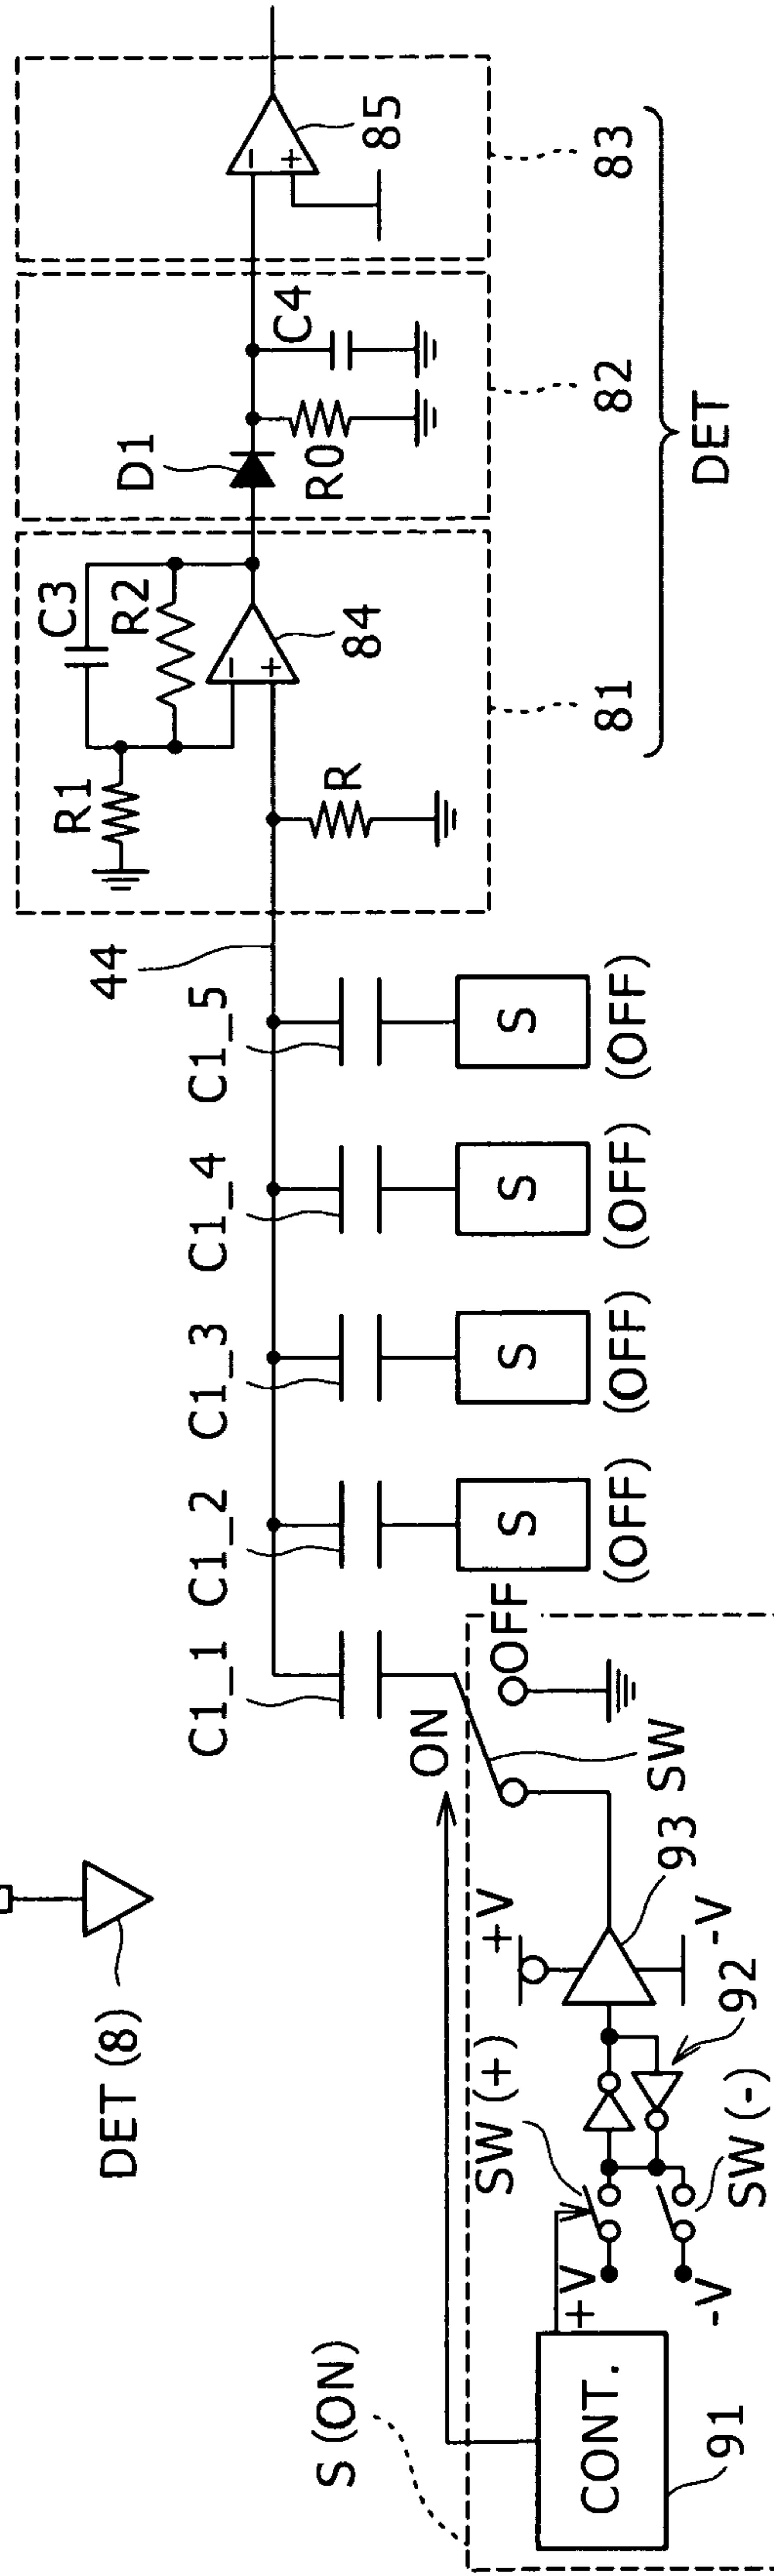 DET (8)
C1_1
C1_2
C1_3
C1_4
C1_5
44
R1
C3
R2
−
+
84
R
81
D1
R0
C4
82
−
+
85
83
DET
S
(OFF)
S
(OFF)
S
(OFF)
S
(OFF)
S (ON)
ON
OFF
SW
CONT.
91
+V
-V
SW (+)
SW (-)
92
+V
-V
93